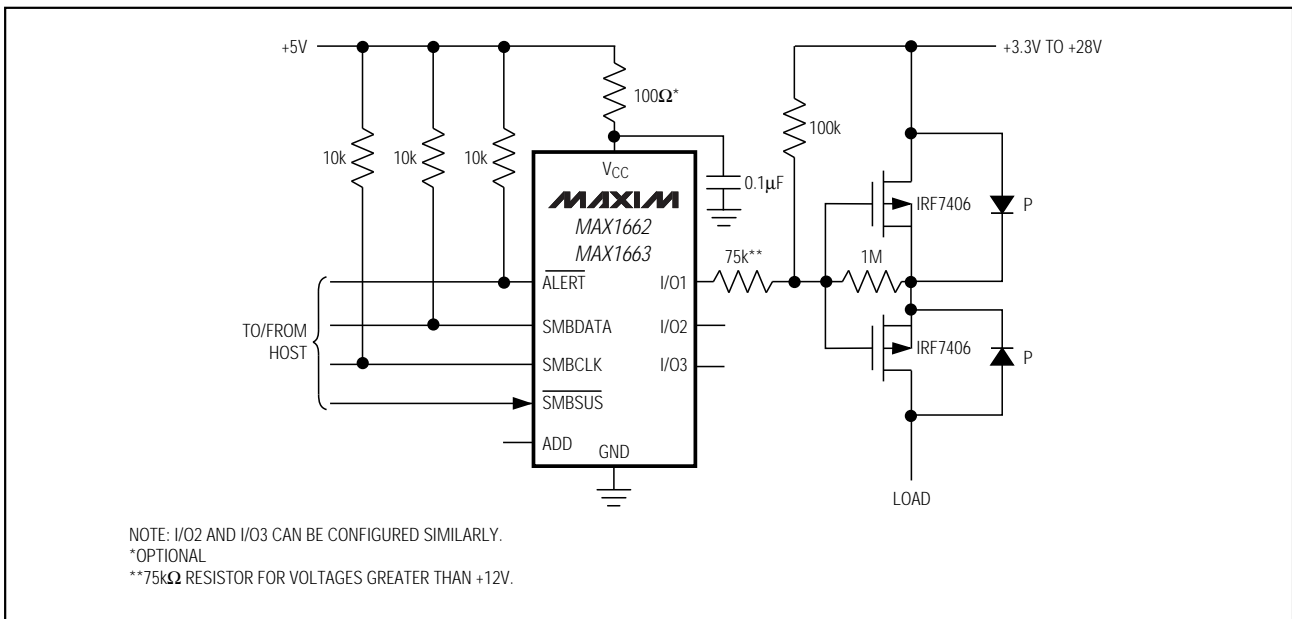 +5V
+3.3V TO +28V
100Ω*
100k
10k
10k
10k
VCC
0.1μF
MAXIM
MAX1662
MAX1663
IRF7406
P
75k**
1M
ALERT
I/O1
TO/FROM
HOST
SMBDATA
I/O2
SMBCLK
I/O3
IRF7406
P
SMBSUS
ADD
GND
LOAD
NOTE: I/O2 AND I/O3 CAN BE CONFIGURED SIMILARLY.
*OPTIONAL
**75kΩ RESISTOR FOR VOLTAGES GREATER THAN +12V.